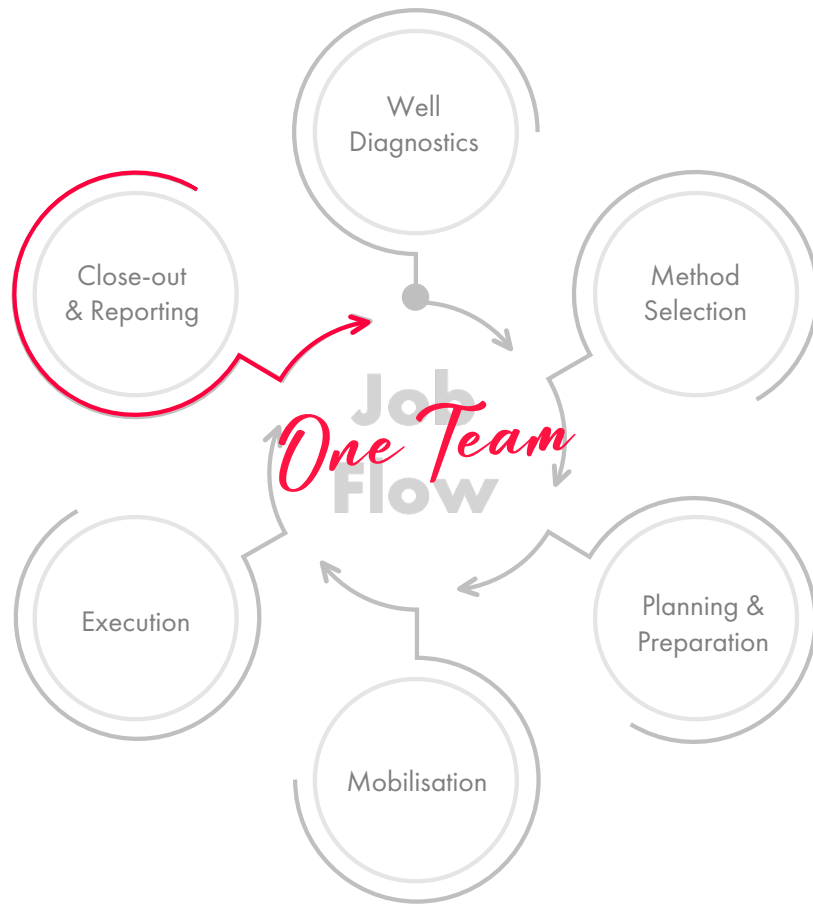 Well
Diagnostics
Method
Selection
Planning &
Preparation
Mobilisation
Execution
Close-out
& Reporting
Job
One Team
Flow